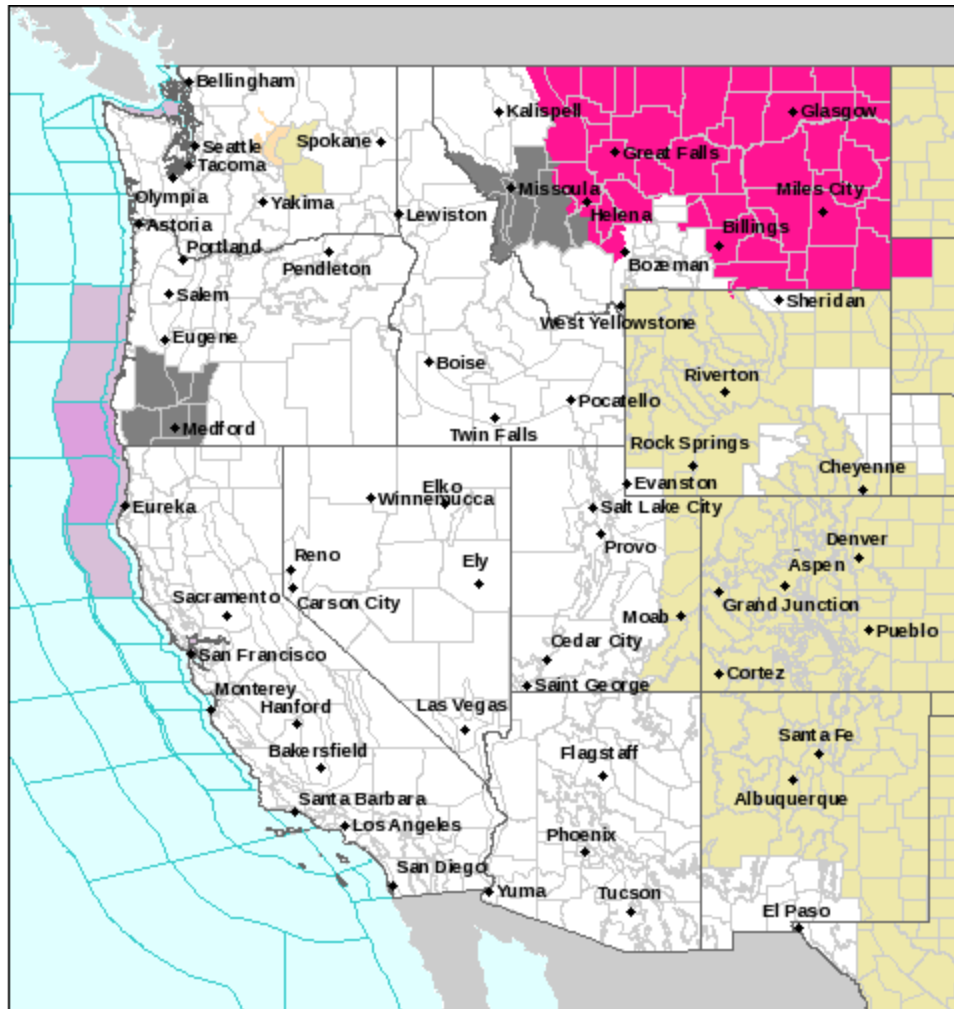 Bellingham
Kalispell
Glasgow
Seattle
Spokane
Great Falls
Tacoma
Missoula
Miles City
Olympia
Yakima
Lewiston
Helena
Astoria
Billings
Portland
Pendleton
Bozeman
Salem
Sheridan
West Yellowstone
Eugene
Boise
Riverton
Pocatello
Medford
Twin Falls
Rock Springs
Cheyenne
Elko
Evanston
Winnemucca
Eureka
Salt Lake City
Denver
Provo
Reno
Ely
Aspen
Sacramento
Carson City
Grand Junction
Moab
Pueblo
Cedar City
San Francisco
Cortez
Saint George
Monterey
Hanford
Las Vegas
Santa Fe
Bakersfield
Flagstaff
Santa Barbara
Albuquerque
Los Angeles
Phoenix
San Diego
Yuma
Tucson
El Paso